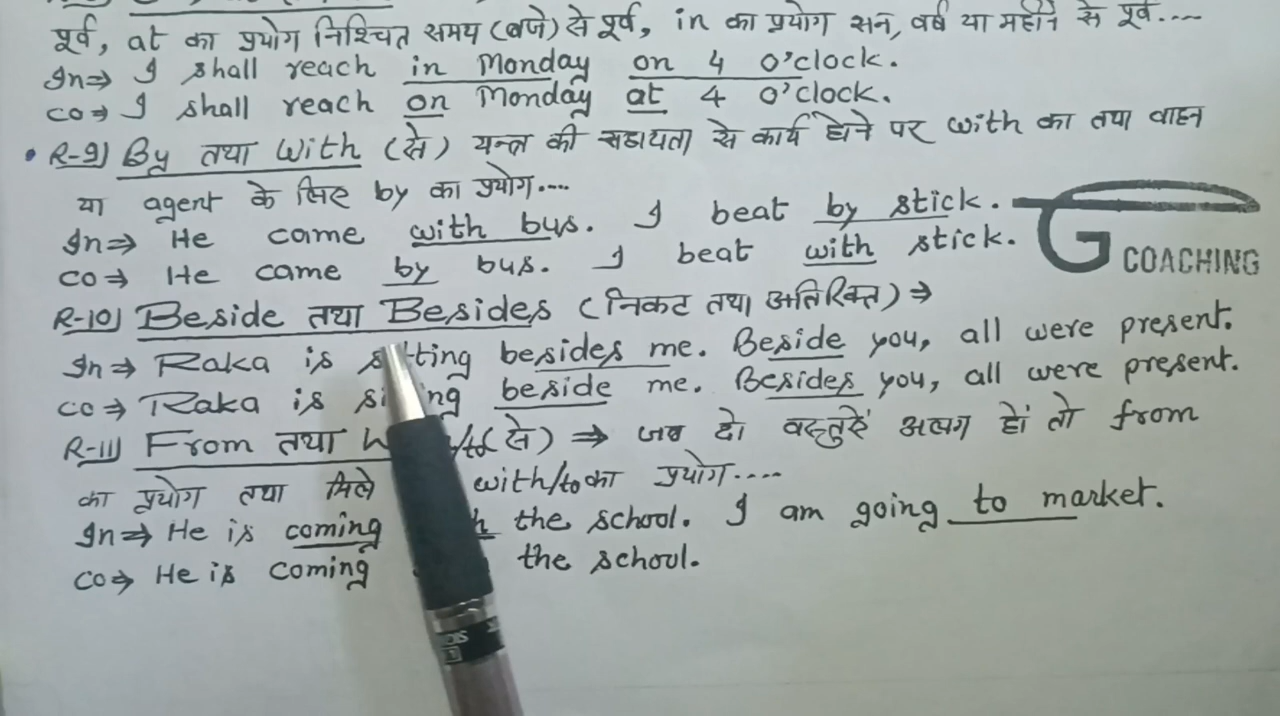 पूर्व, at का प्रयोग निश्चित समय (बजे) से पूर्व, in का प्रयोग सन, वर्ष या महीने से पूर्व....
In⇒ I shall reach in Monday on 4 o'clock.
CO⇒ I shall reach on Monday at 4 o'clock.
• R-9) By तथा With (से) यन्त्र की सहायता से कार्य होने पर with का तथा वाहन
या agent के लिए by का प्रयोग....
In⇒ He came with bus. I beat by stick.
CO⇒ He came by bus. I beat with stick.
G COACHING
R-10) Beside तथा Besides (निकट तथा अतिरिक्त) ⇒
In⇒ Raka is sitting besides me. Beside you, all were present.
CO⇒ Raka is sitting beside me. Besides you, all were present.
R-11) From तथा /to (से) ⇒ जब दो वस्तुएँ अलग हों तो from
का प्रयोग तथा मिले with/to का प्रयोग....
In⇒ He is coming the school. I am going to market.
CO⇒ He is coming the school.